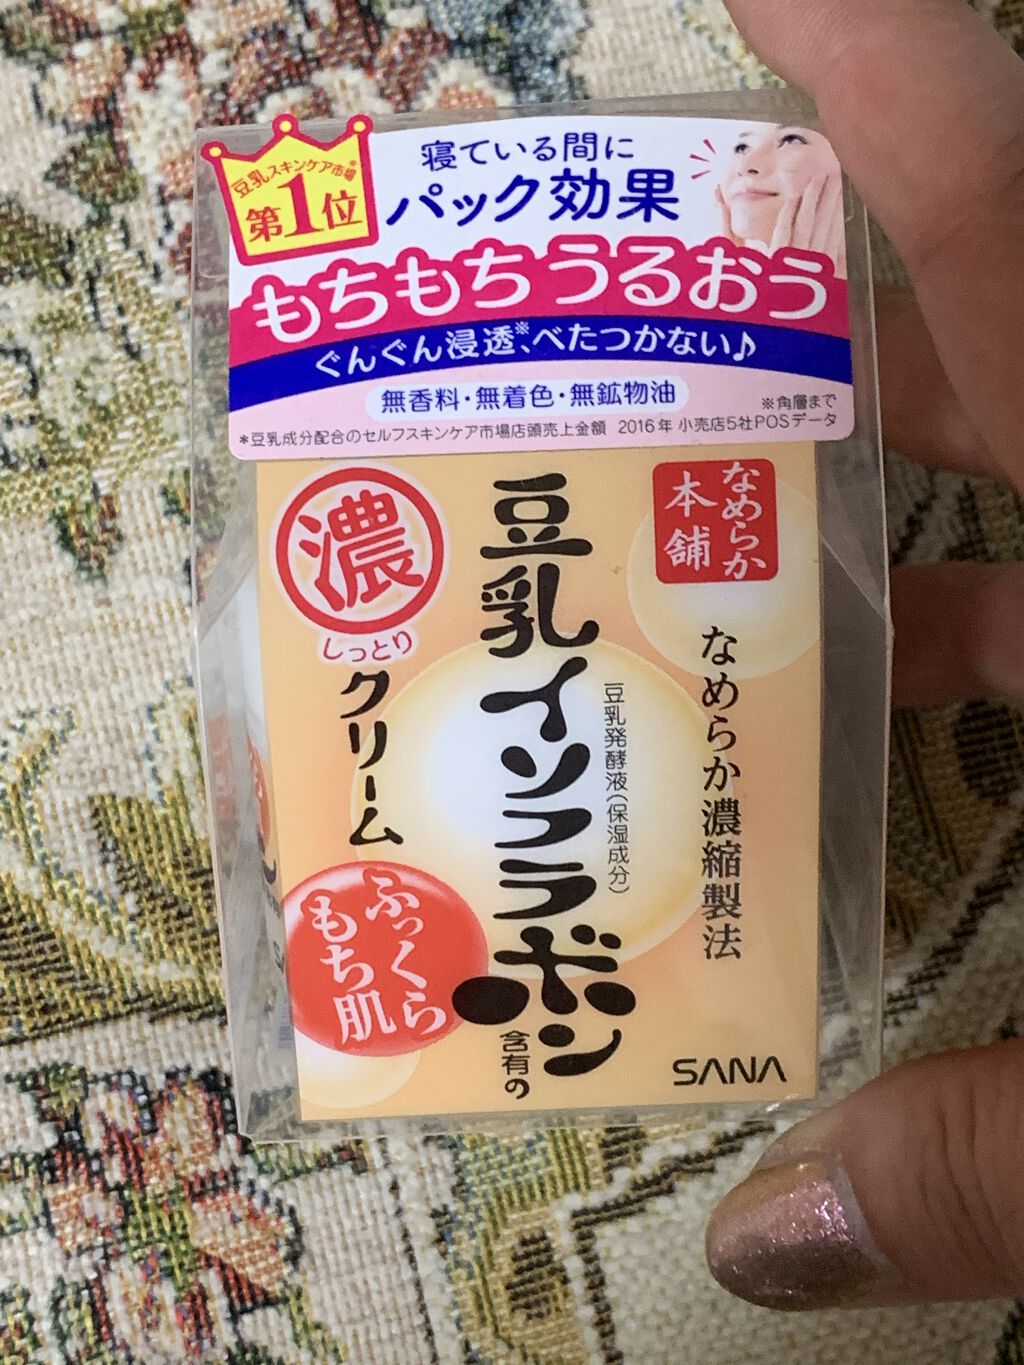 豆乳スキンケア市場※
第1位
寝ている間に
パック効果
もちもちうるおう
ぐんぐん浸透※、べたつかない♪
無香料・無着色・無鉱物油
※角層まで
*豆乳成分配合のセルフスキンケア市場店頭売上金額 2016年 小売店5社POSデータ
なめらか
本舗
なめらか濃縮製法
豆乳イソフラボン
含有の
豆乳発酵液(保湿成分)
濃
しっとり
クリーム
ふっくら
もち肌
SANA